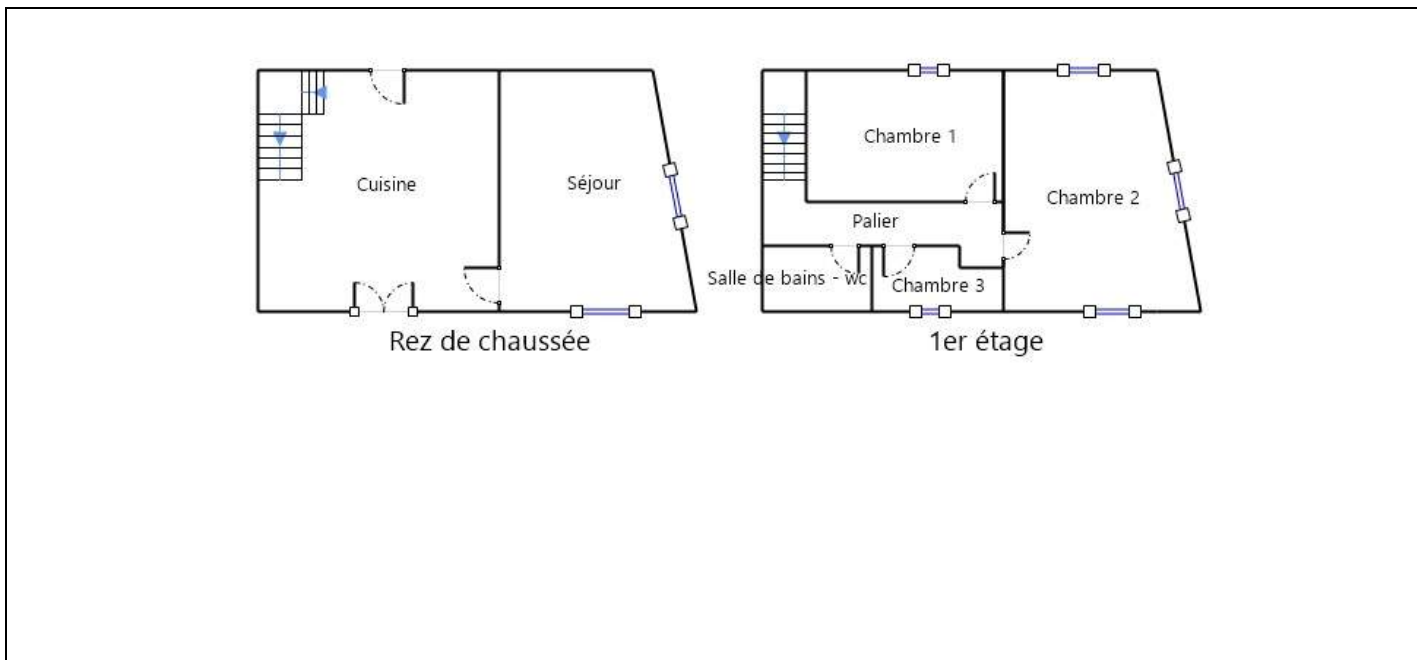 Cuisine
Séjour
Rez de chaussée
Chambre 1
Chambre 2
Palier
Salle de bains - wc
Chambre 3
1er étage